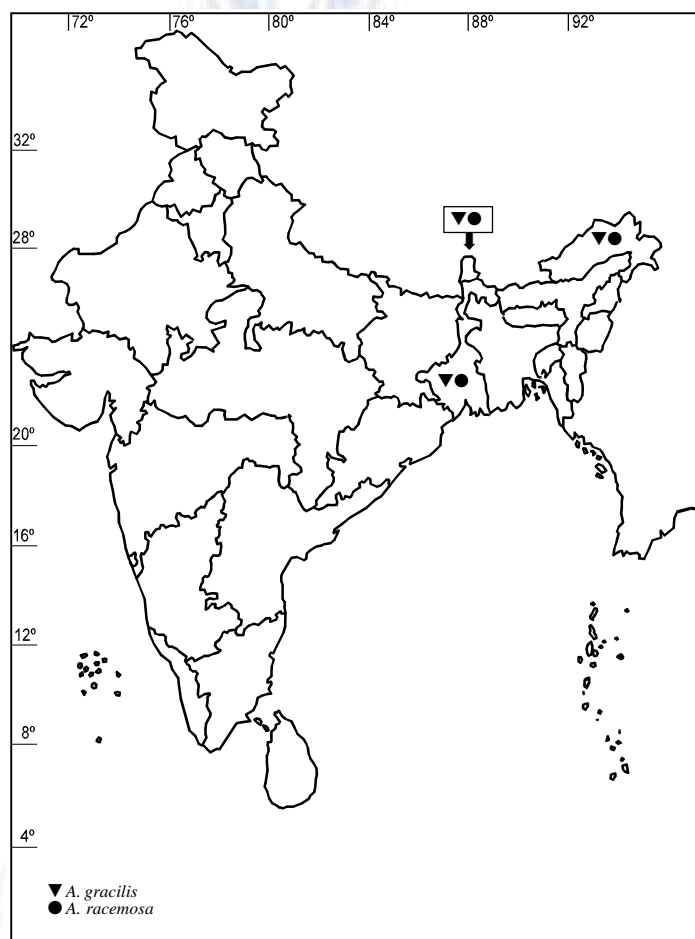 72º 76º 80º 84º 88º 92º
32º
28º
20º
16º
12º
8º
4º
A. gracilis
A. racemosa